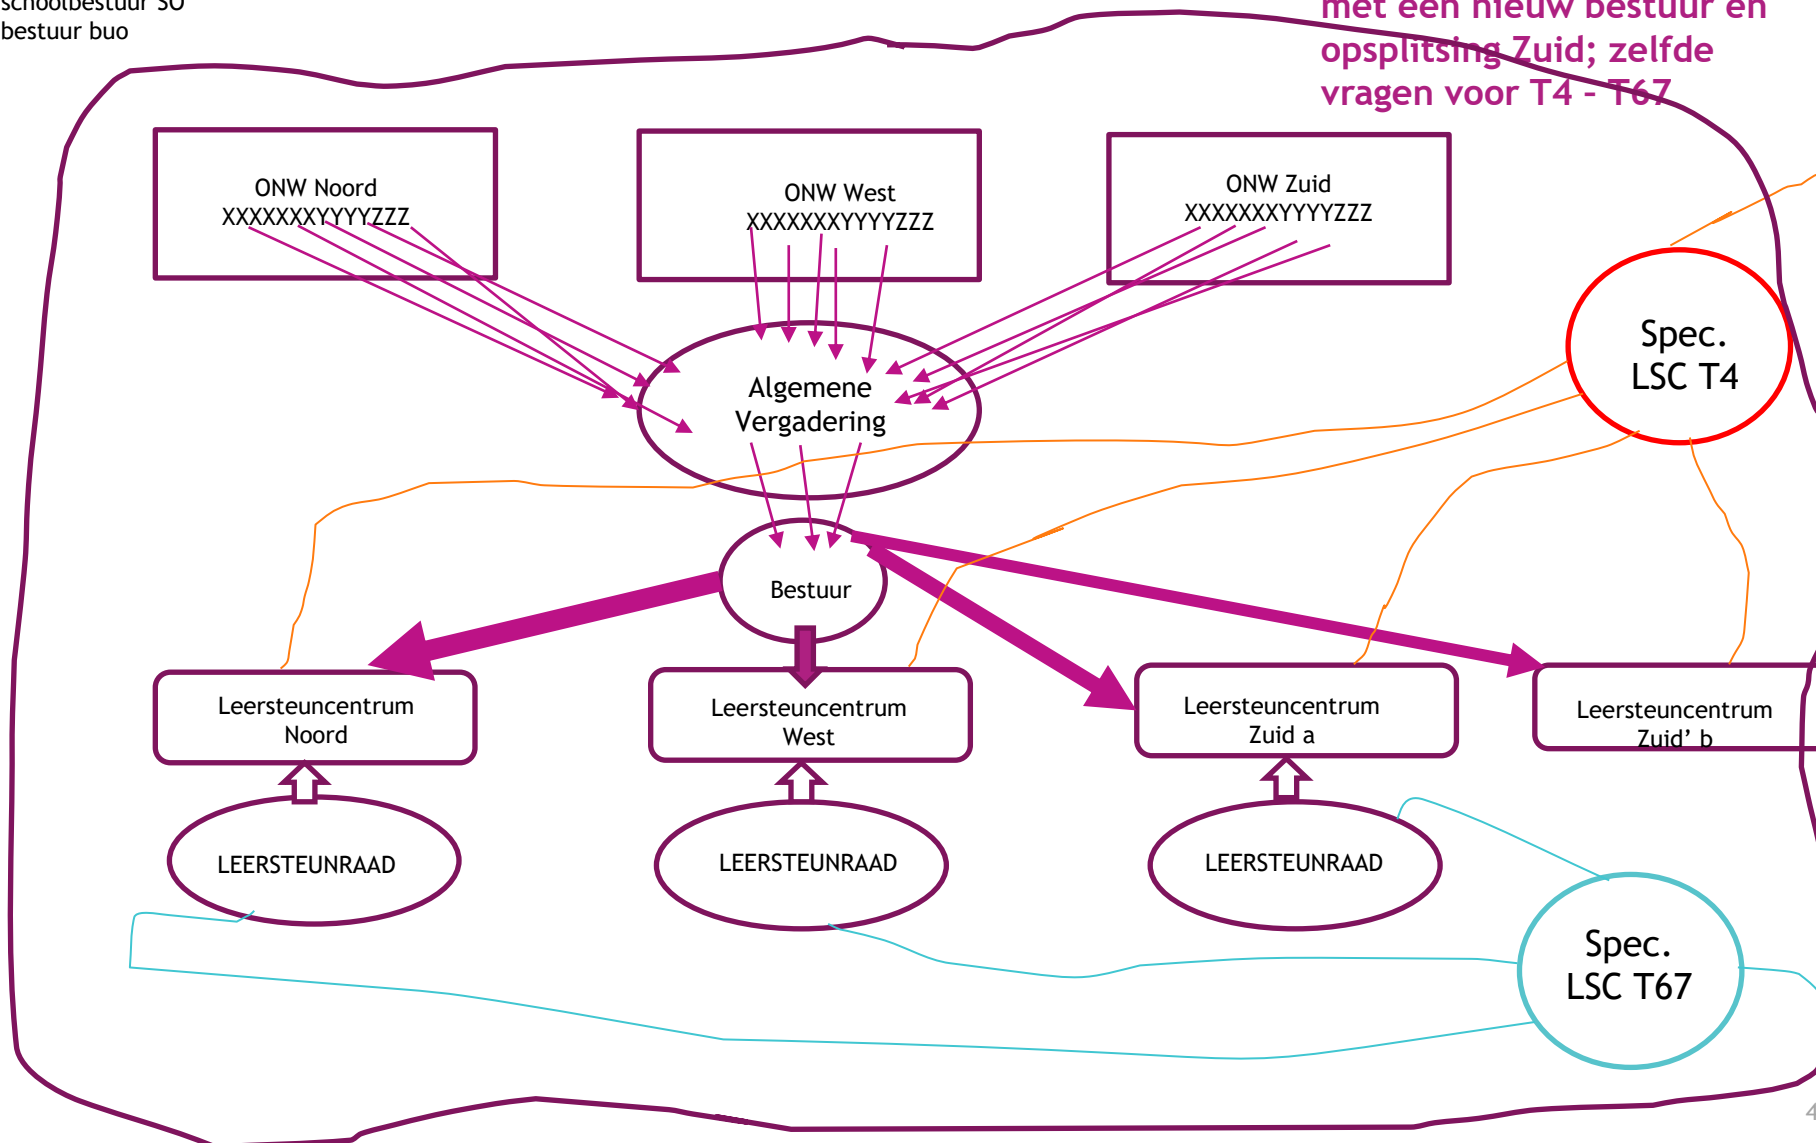 schoolbestuur SO
bestuur buo
met een nieuw bestuur en
opsplitsing Zuid; zelfde
vragen voor T4 – T67
ONW Noord
XXXXXXXYYYYZZZ
ONW West
XXXXXXXYYYYZZZ
ONW Zuid
XXXXXXXYYYYZZZ
Spec.
LSC T4
Algemene
Vergadering
Bestuur
Leersteuncentrum
Noord
Leersteuncentrum
West
Leersteuncentrum
Zuid a
Leersteuncentrum
Zuid’ b
LEERSTEUNRAAD
LEERSTEUNRAAD
LEERSTEUNRAAD
Spec.
LSC T67
4